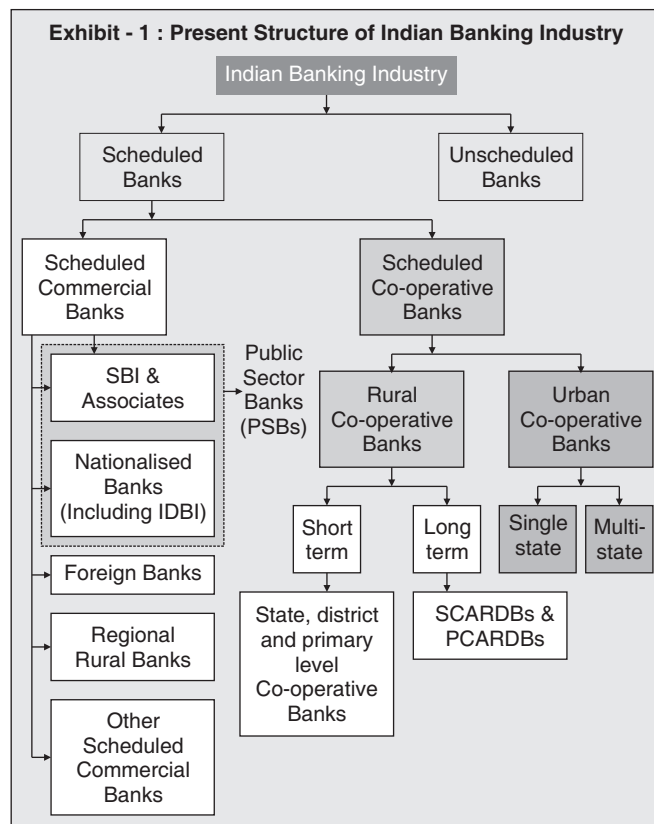 Exhibit - 1 : Present Structure of Indian Banking Industry
Indian Banking Industry
Scheduled
Banks
Unscheduled
Banks
Scheduled
Commercial
Banks
Scheduled
Co-operative
Banks
SBI &
Associates
Public
Sector
Banks
(PSBs)
Nationalised
Banks
(Including IDBI)
Foreign Banks
Regional
Rural Banks
Other
Scheduled
Commercial
Banks
Rural
Co-operative
Banks
Urban
Co-operative
Banks
Short
term
Long
term
Single
state
Multi-
state
State, district
and primary
level
Co-operative
Banks
SCARDBs &
PCARDBs